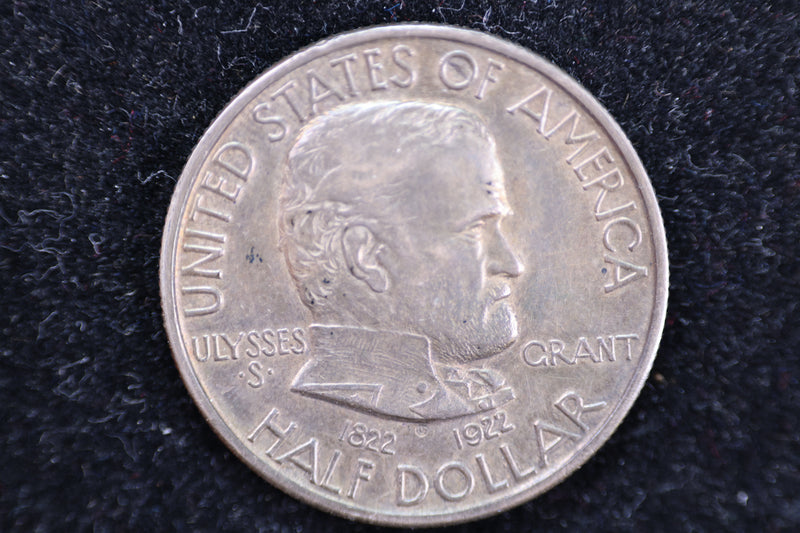 UNITED STATES OF AMERICA
ULYSSES
·S·
GRANT
1822 1922
HALF DOLLAR